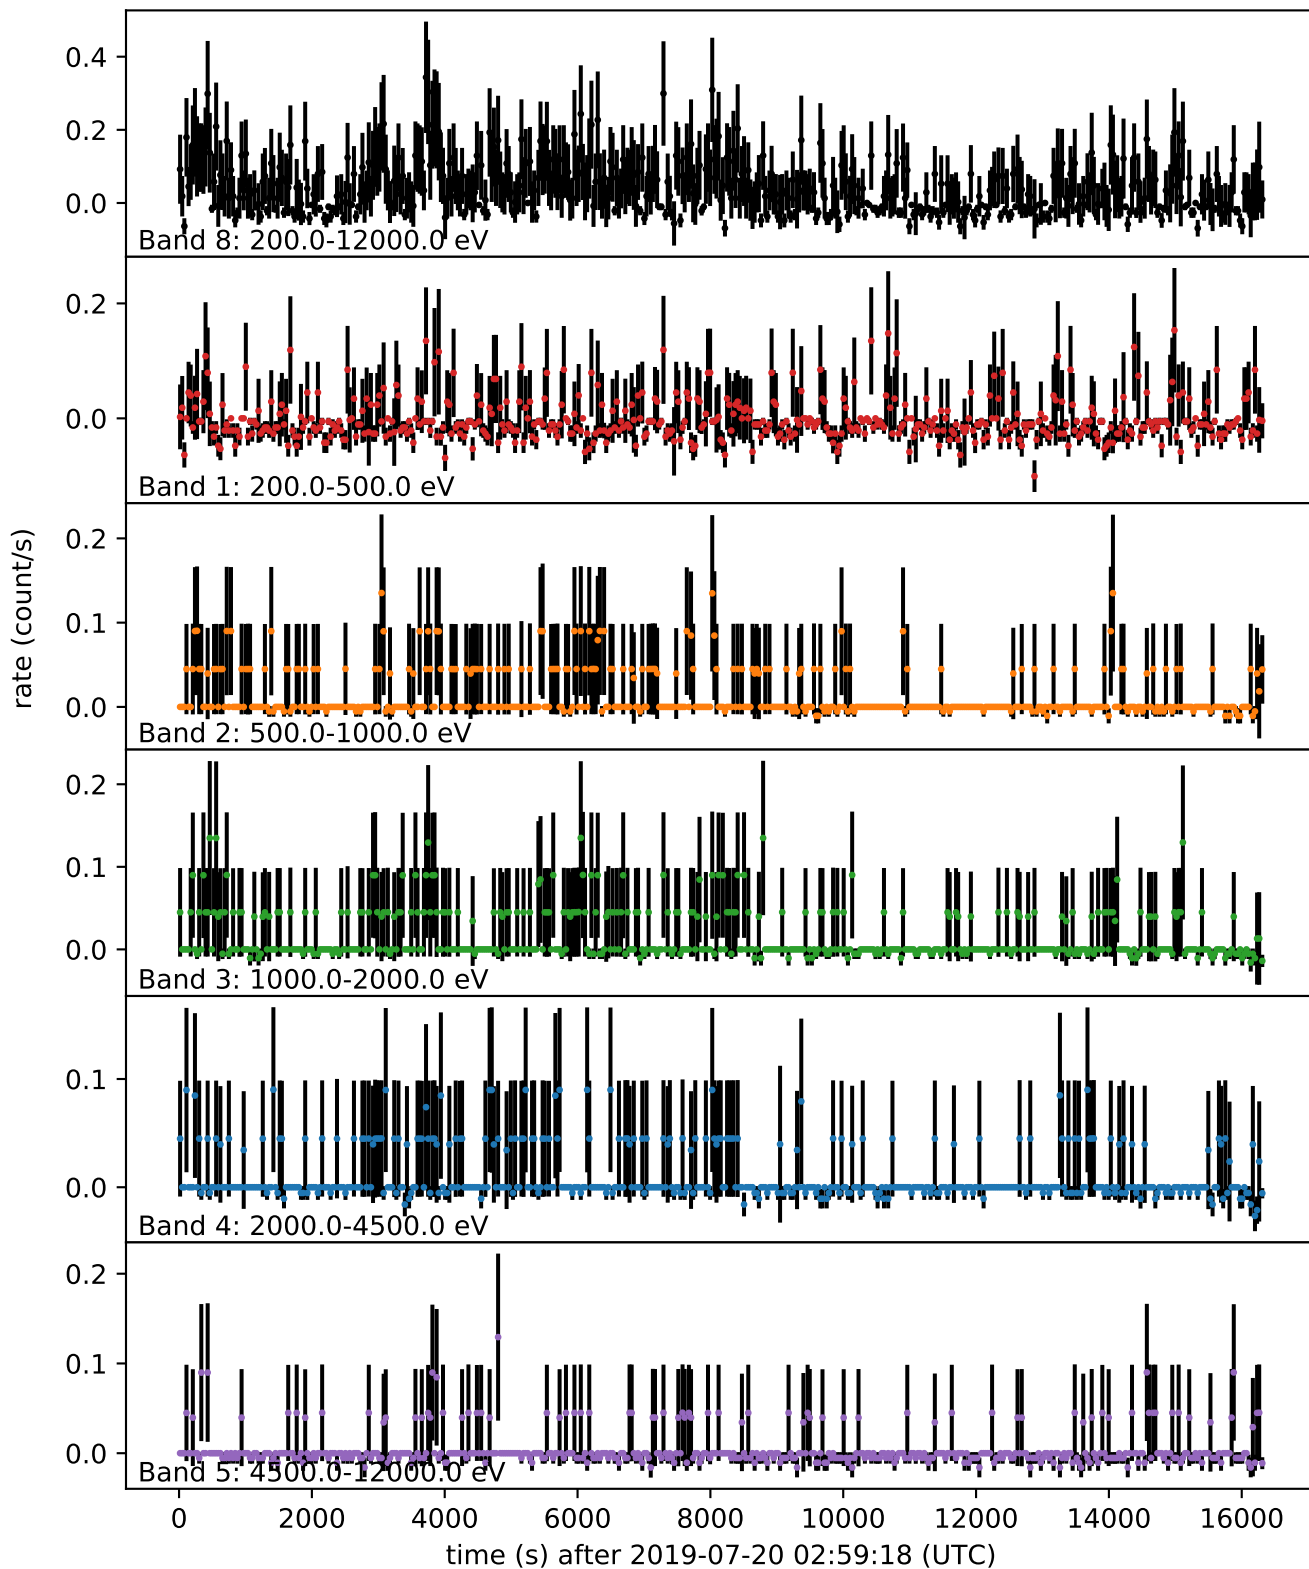 0.4
0.2
0.0
Band 8: 200.0-12000.0 eV
0.2
0.0
Band 1: 200.0-500.0 eV
rate (count/s)
0.2
0.1
0.0
Band 2: 500.0-1000.0 eV
0.2
0.1
0.0
Band 3: 1000.0-2000.0 eV
0.1
0.0
Band 4: 2000.0-4500.0 eV
0.2
0.1
0.0
Band 5: 4500.0-12000.0 eV
0 2000 4000 6000 8000 10000 12000 14000 16000
time (s) after 2019-07-20 02:59:18 (UTC)